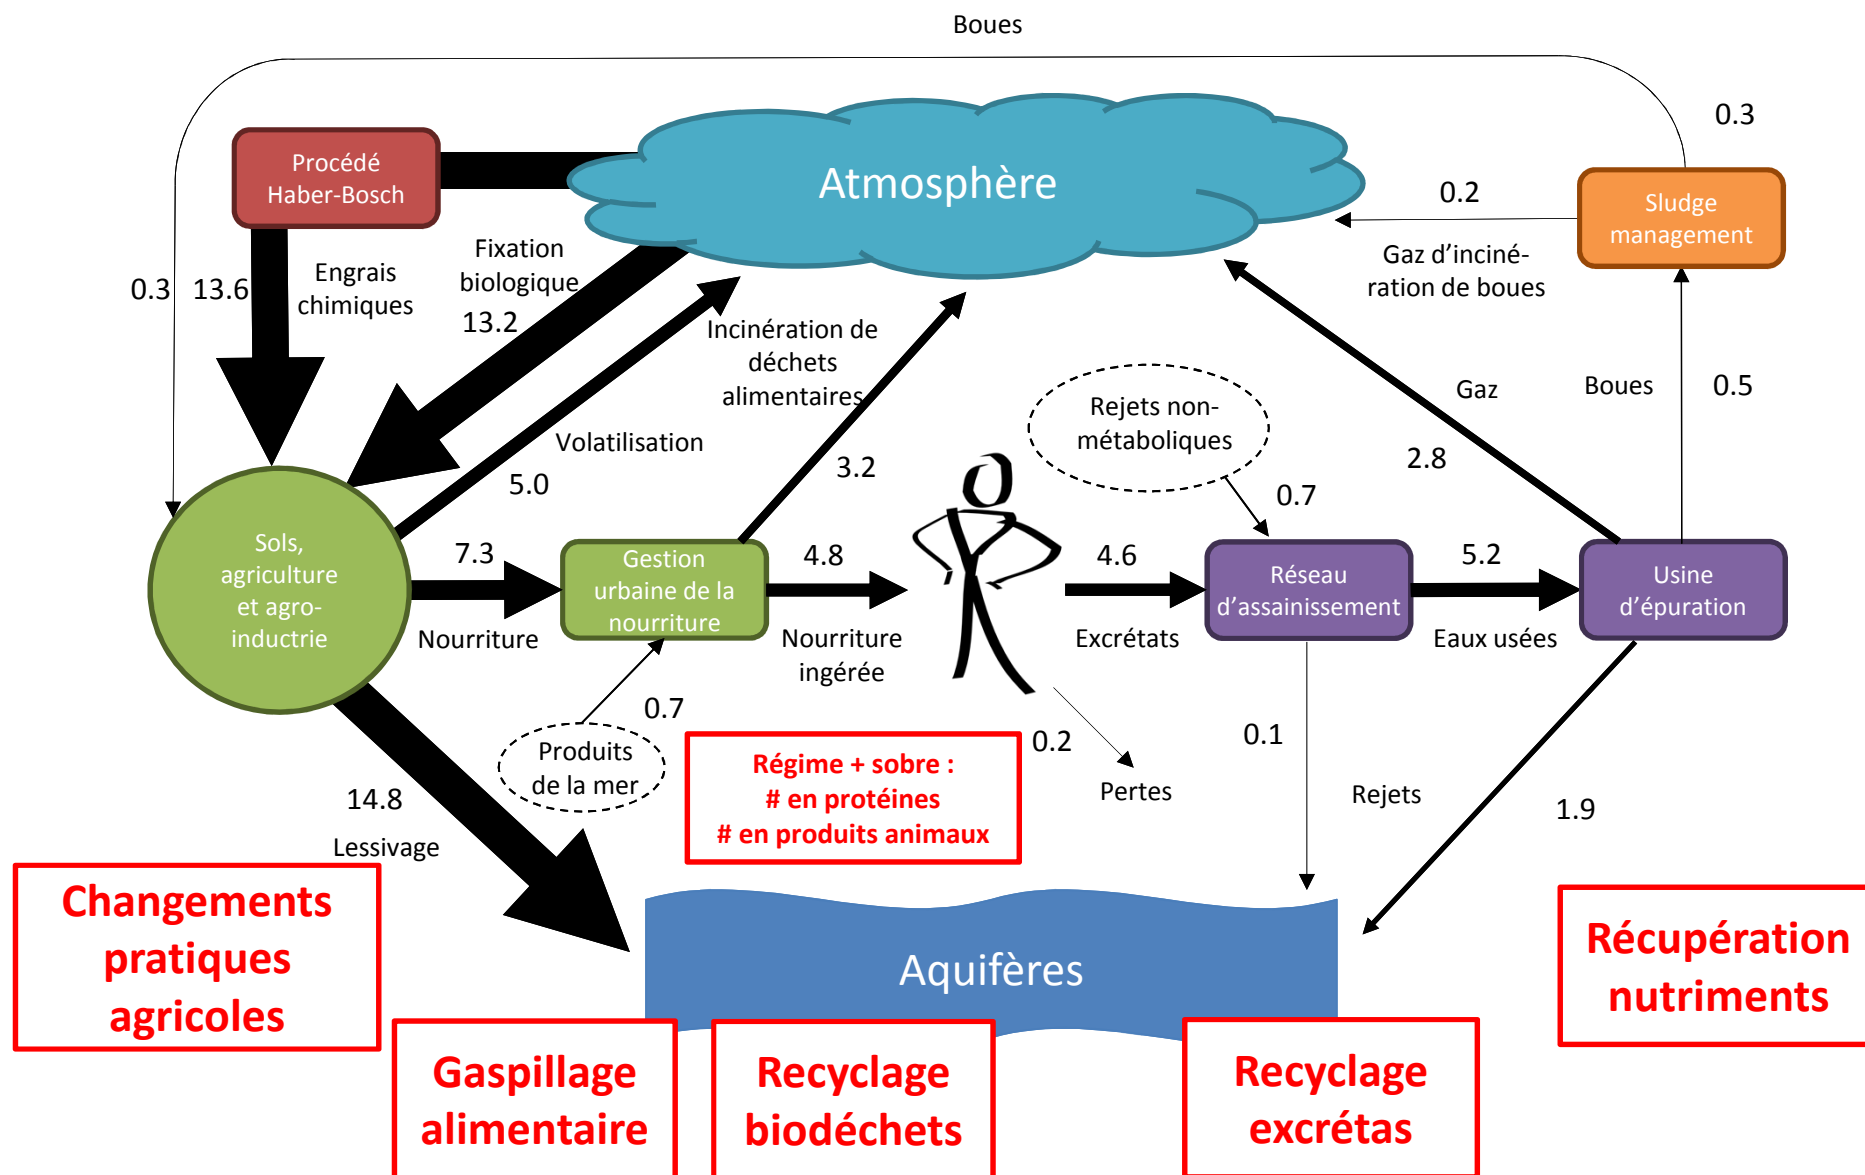 Boues
0.3
Procédé
Haber-Bosch
Atmosphère
0.2
Sludge
management
Gaz d'inciné-
ration de boues
0.3
13.6
Engrais
chimiques
Fixation
biologique
13.2
Incinération de
déchets
alimentaires
Volatilisation
5.0
3.2
Rejets non-
métaboliques
0.7
Gaz
2.8
Boues
0.5
Sols,
agriculture
et agro-
inductrie
7.3
Nourriture
Gestion
urbaine de la
nourriture
4.8
Nourriture
ingérée
4.6
Excrétats
Réseau
d'assainissement
5.2
Eaux usées
Usine
d'épuration
0.7
Produits
de la mer
Régime + sobre :
# en protéines
# en produits animaux
0.2
Pertes
0.1
Rejets
1.9
14.8
Lessivage
Changements
pratiques
agricoles
Aquifères
Récupération
nutriments
Gaspillage
alimentaire
Recyclage
biodéchets
Recyclage
excrétas